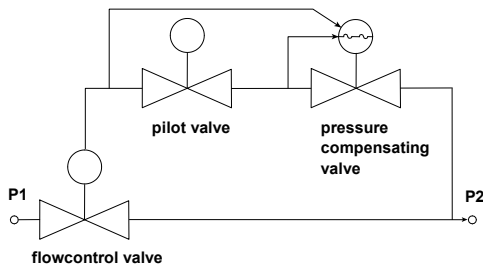 pilot valve
pressure
compensating
valve
P1
P2
flowcontrol valve